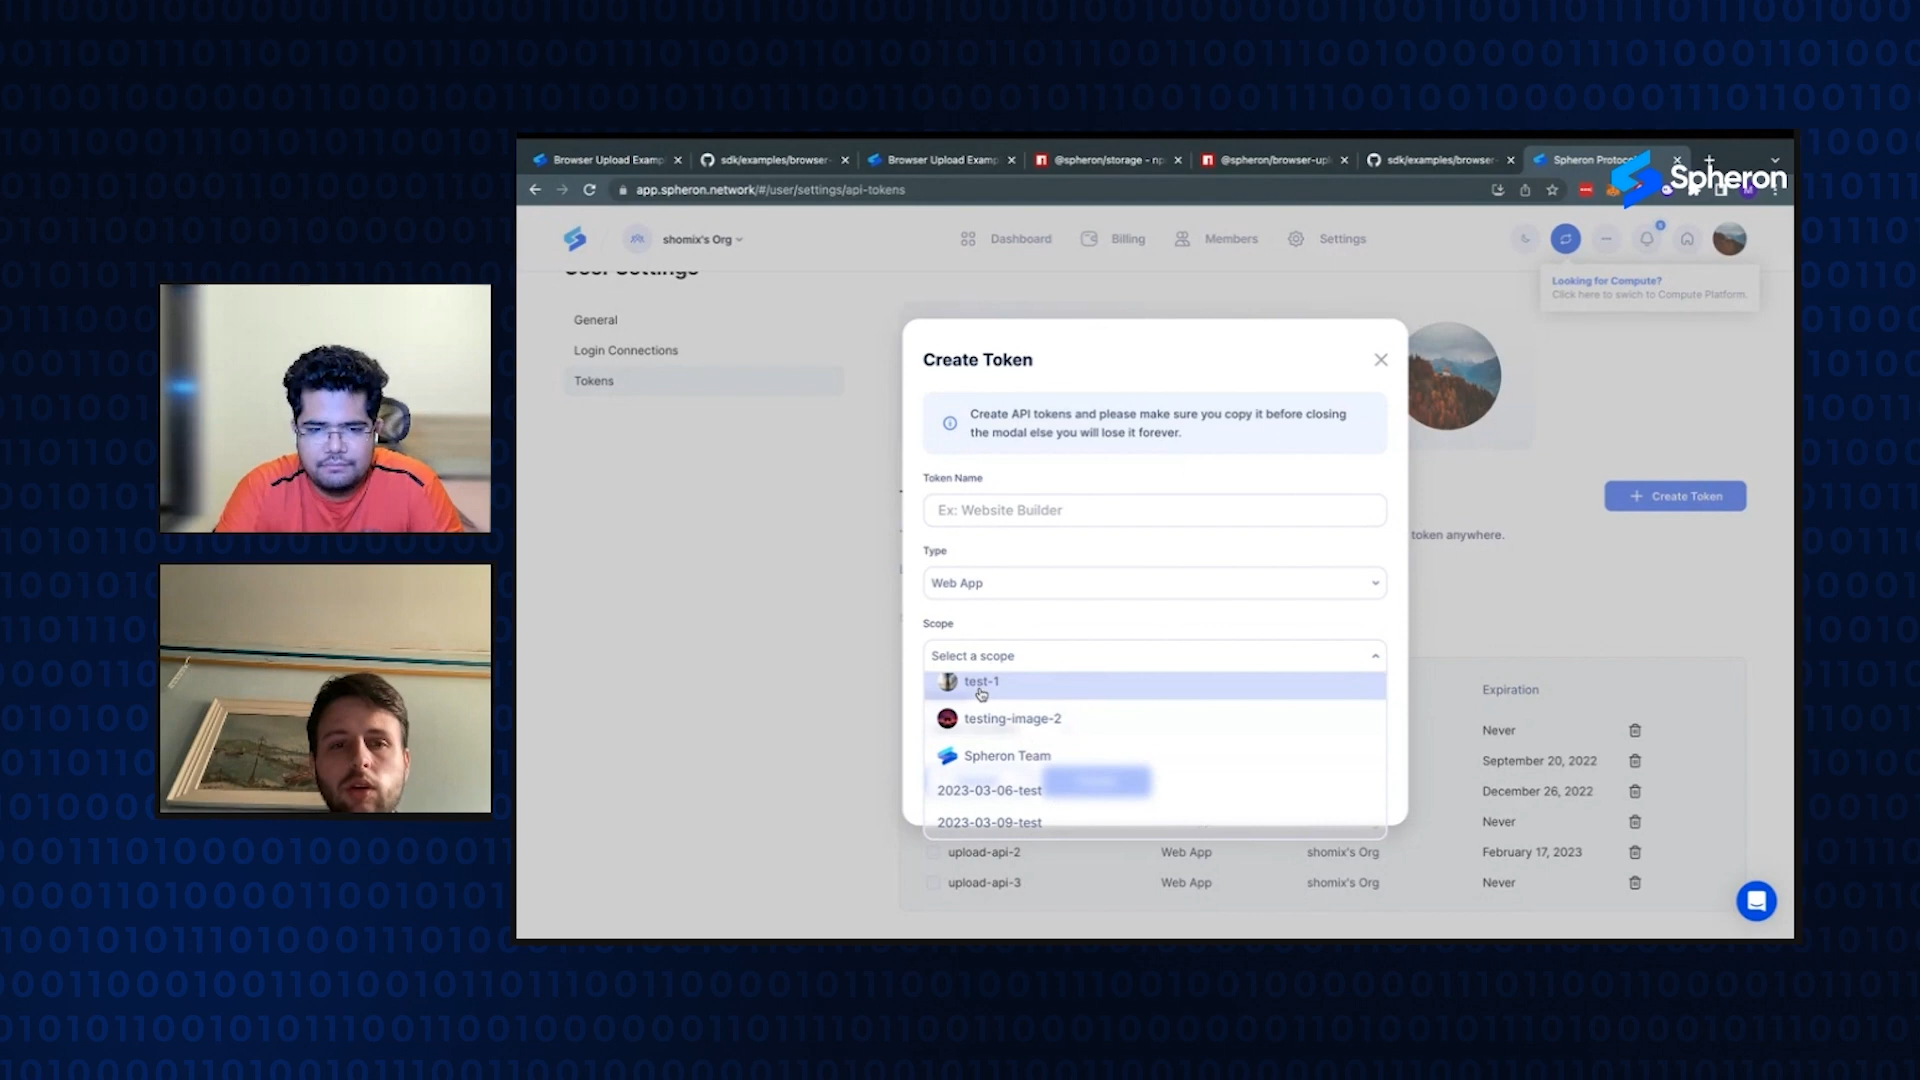 Browser Upload Examp
sdk/examples/browser-
Browser Upload Examp
@spheron/storage - np
@spheron/browser-upl
sdk/examples/browser-
Spheron Protoc
Spheron
app.spheron.network/#/user/settings/api-tokens
shomix's Org
Dashboard
Billing
Members
Settings
User Settings
Looking for Compute?
Click here to swich to Compute Platform.
General
Login Connections
Tokens
Create Token
Create API tokens and please make sure you copy it before closing
the modal else you will lose it forever.
Token Name
Ex: Website Builder
Create Token
token anywhere.
Type
Web App
Scope
Select a scope
test-1
testing-image-2
Spheron Team
2023-03-06-test
2023-03-09-test
Expiration
Never
September 20, 2022
December 26, 2022
Never
upload-api-2 Web App shomix's Org February 17, 2023
upload-api-3 Web App shomix's Org Never